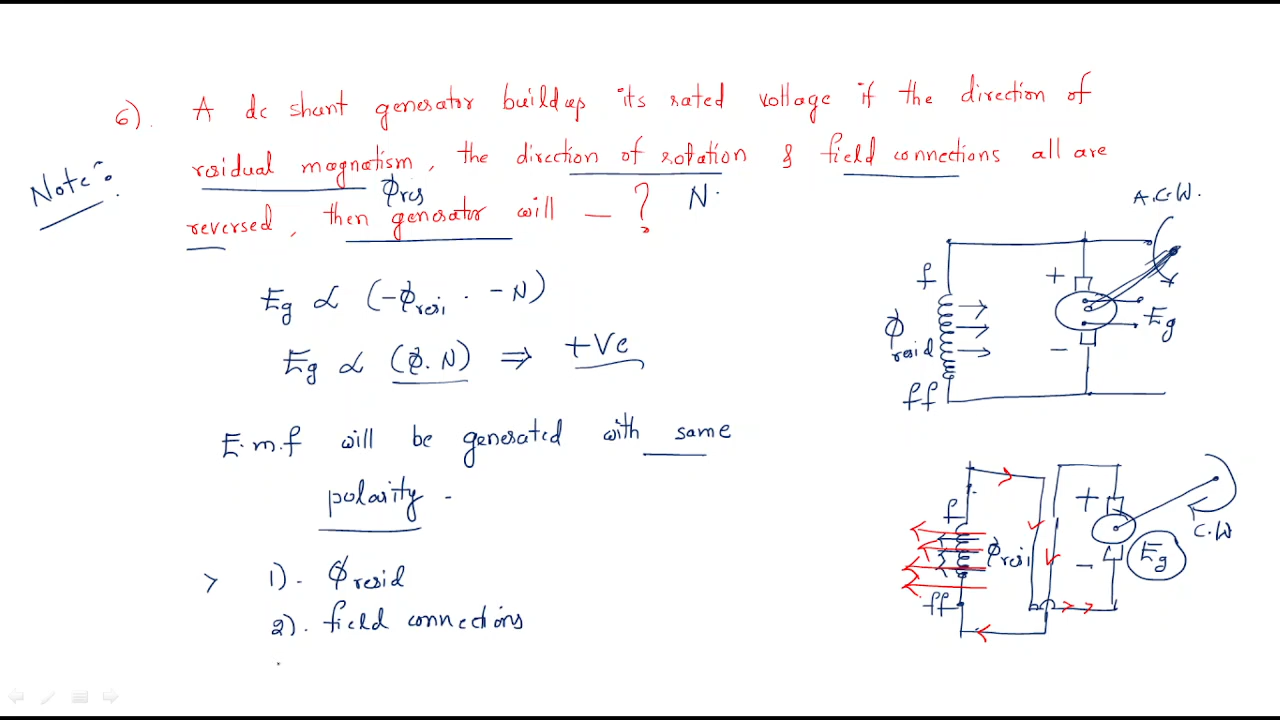 6). A dc shunt generator buildup its rated voltage if the direction of
residual magnatism, the direction of rotation & field connections all are
Note:
ϕres
N.
reversed, then generator will — ?
A.C.W.
Eg ∝ (-ϕresi . -N)
f
+
ϕresid
Eg
−
ff
Eg ∝ (ϕ.N) ⇒ +Ve
E.m.f will be generated with same
polarity -
f
+
C.W
ϕresi
Eg
−
ff
> 1). ϕresid
2). field connections